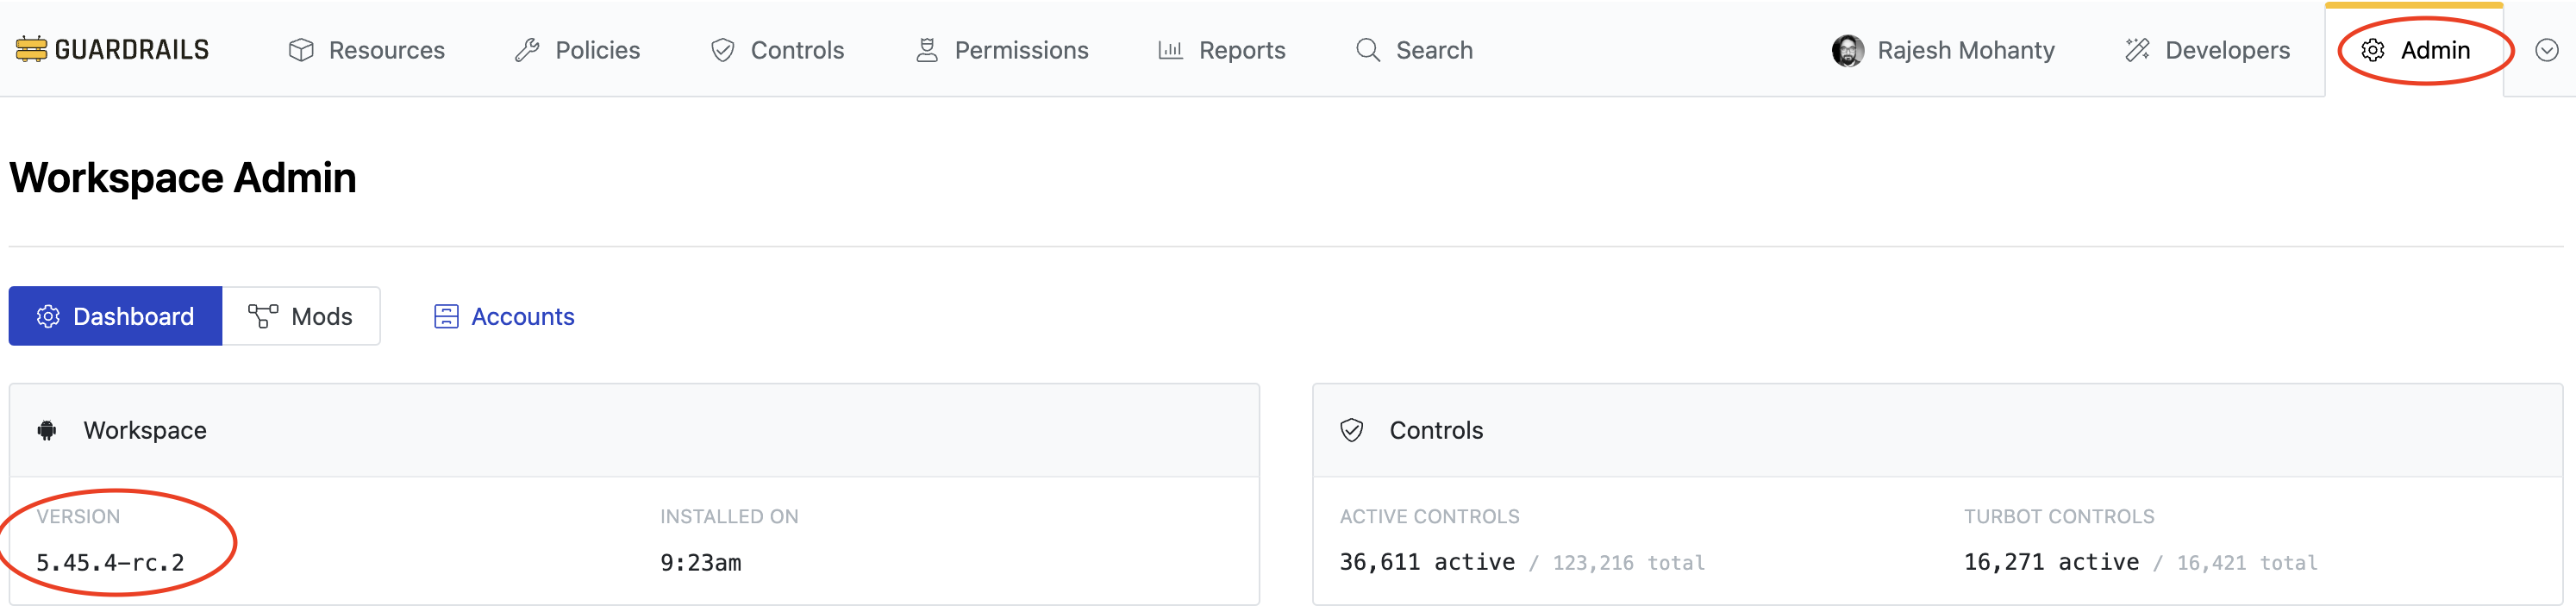 GUARDRAILS Resources Policies Controls Permissions Reports Search Rajesh Mohanty Developers Admin
Workspace Admin
Dashboard Mods Accounts
Workspace
VERSION INSTALLED ON
5.45.4-rc.2 9:23am
Controls
ACTIVE CONTROLS TURBOT CONTROLS
36,611 active / 123,216 total 16,271 active / 16,421 total